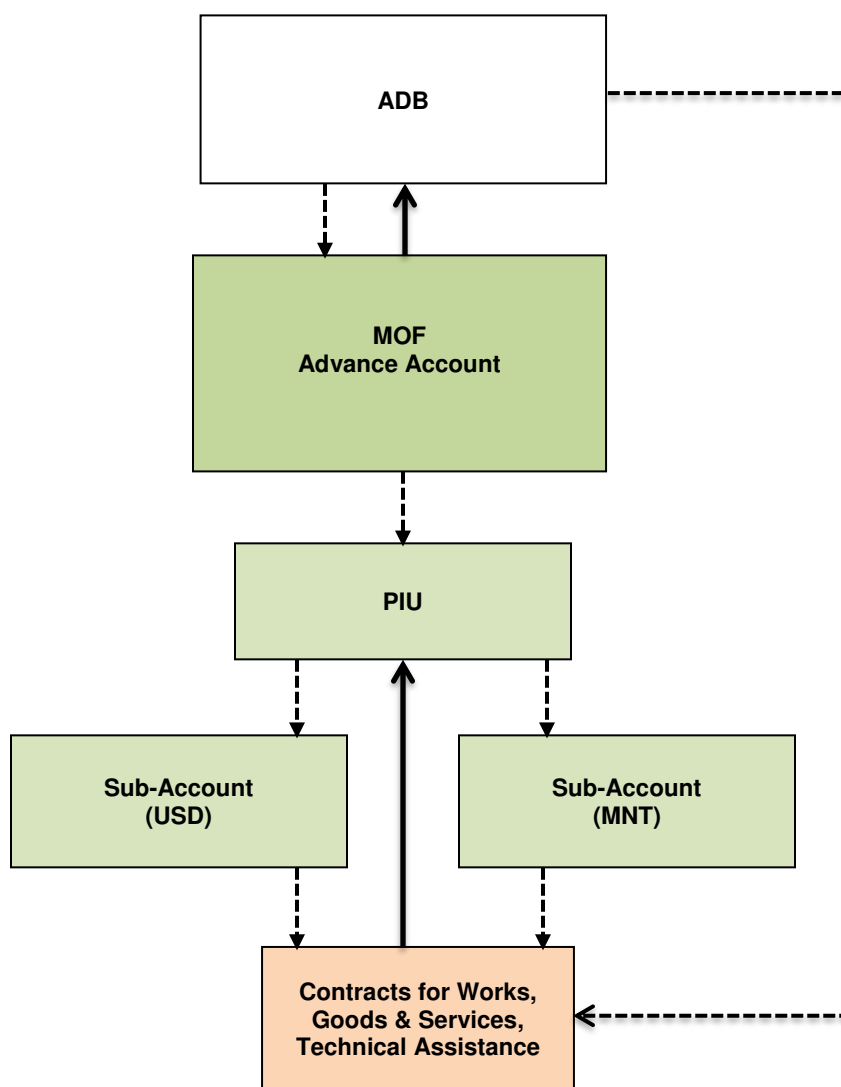 ADB
MOF
Advance Account
PIU
Sub-Account
(USD)
Sub-Account
(MNT)
Contracts for Works,
Goods & Services,
Technical Assistance